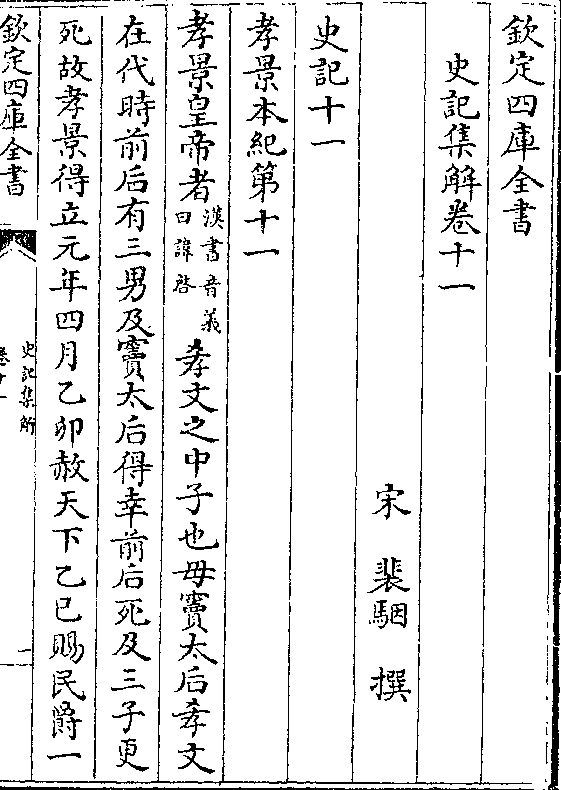 欽定四庫全書
史記集解卷十一
宋 裴駰 撰
史記十一
孝景本紀第十一
孝景皇帝者漢書音義曰諱啓孝文之中子也母竇太后孝文
在代時前后有三男及竇太后得幸前后死及三子更
死故孝景得立元年四月乙卯赦天下乙巳賜民爵一
欽定四庫全書
史記集解
卷十一
一